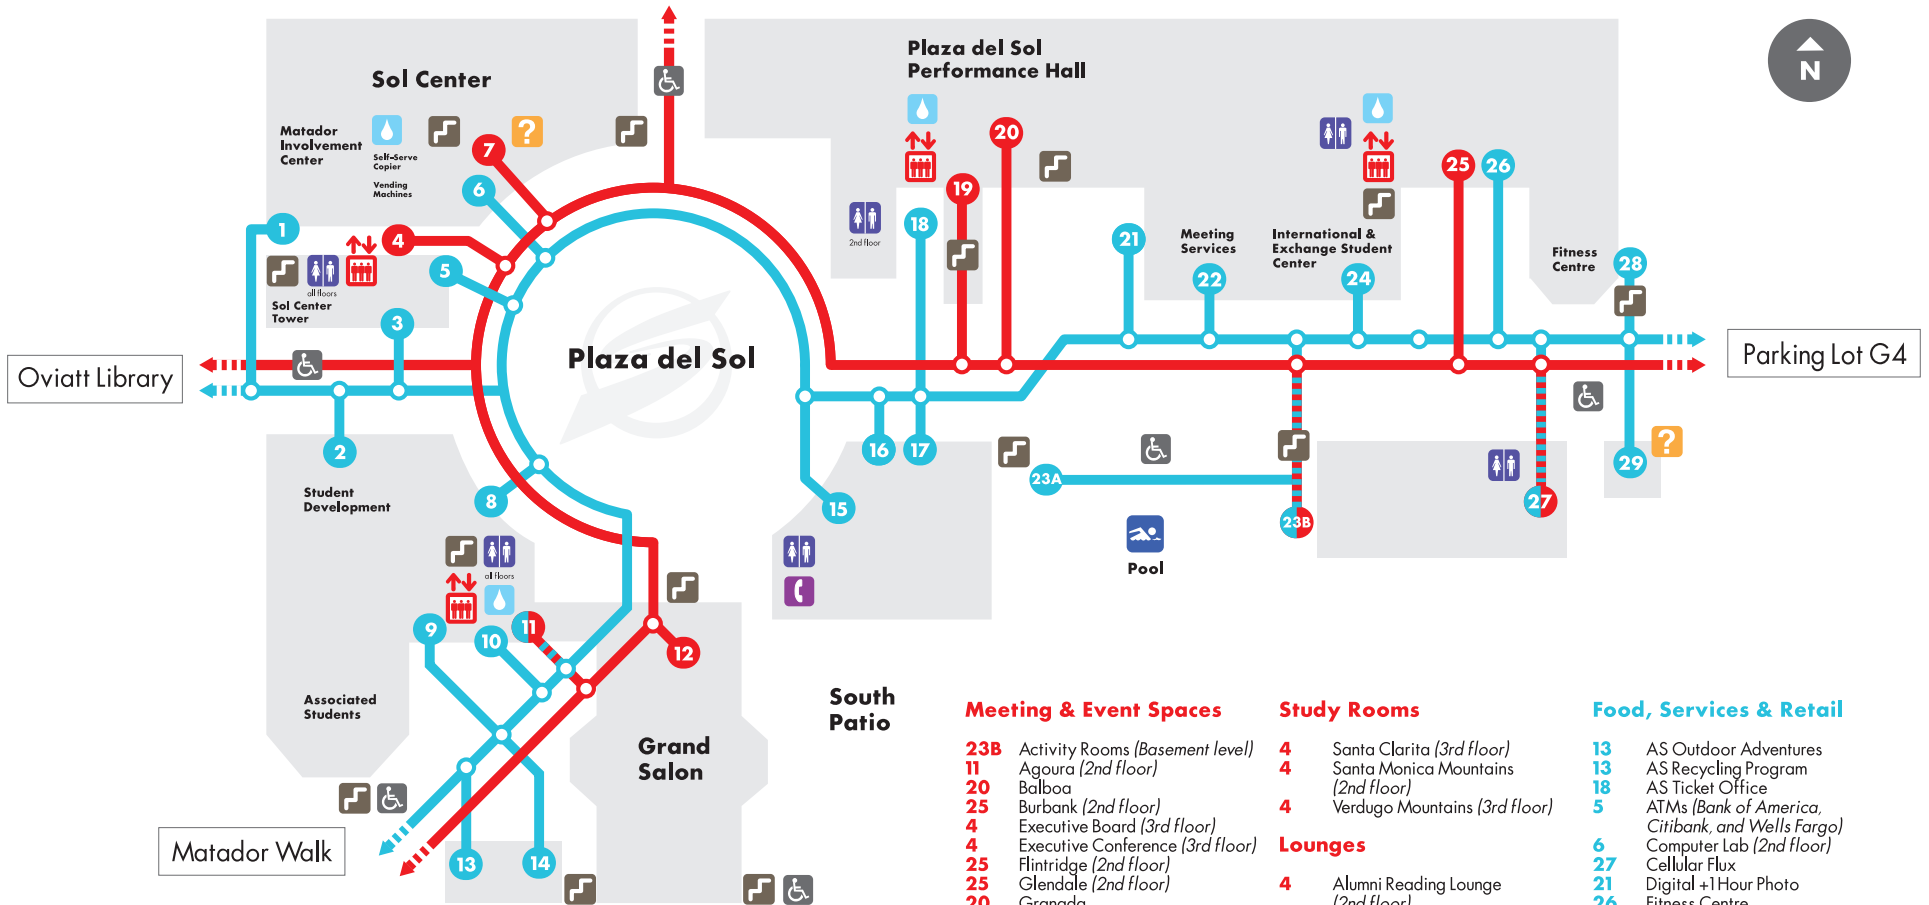 N
Sol Center
Plaza del Sol
Performance Hall
Matador
Involvement
Center
Self-Serve
Copier
Vending
Machines
?
7
6
1
4
5
all floors
Sol Center
Tower
3
2nd floor
20
19
18
21
Meeting
Services
22
International &
Exchange Student
Center
24
25
26
Fitness
Centre
28
Oviatt Library
Plaza del Sol
Parking Lot G4
2
8
Student
Development
all floors
16
17
15
23A
23B
27
29
?
Pool
9
10
11
12
Associated
Students
Grand
Salon
South
Patio
Matador Walk
13
14
Meeting & Event Spaces
23B Activity Rooms (Basement level)
11 Agoura (2nd floor)
20 Balboa
25 Burbank (2nd floor)
4 Executive Board (3rd floor)
4 Executive Conference (3rd floor)
25 Flintridge (2nd floor)
25 Glendale (2nd floor)
20 Granada
Study Rooms
4 Santa Clarita (3rd floor)
4 Santa Monica Mountains
(2nd floor)
4 Verdugo Mountains (3rd floor)
Lounges
4 Alumni Reading Lounge
(2nd floor)
Food, Services & Retail
13 AS Outdoor Adventures
13 AS Recycling Program
18 AS Ticket Office
5 ATMs (Bank of America,
Citibank, and Wells Fargo)
6 Computer Lab (2nd floor)
27 Cellular Flux
21 Digital +1Hour Photo
26 Fitness Centre